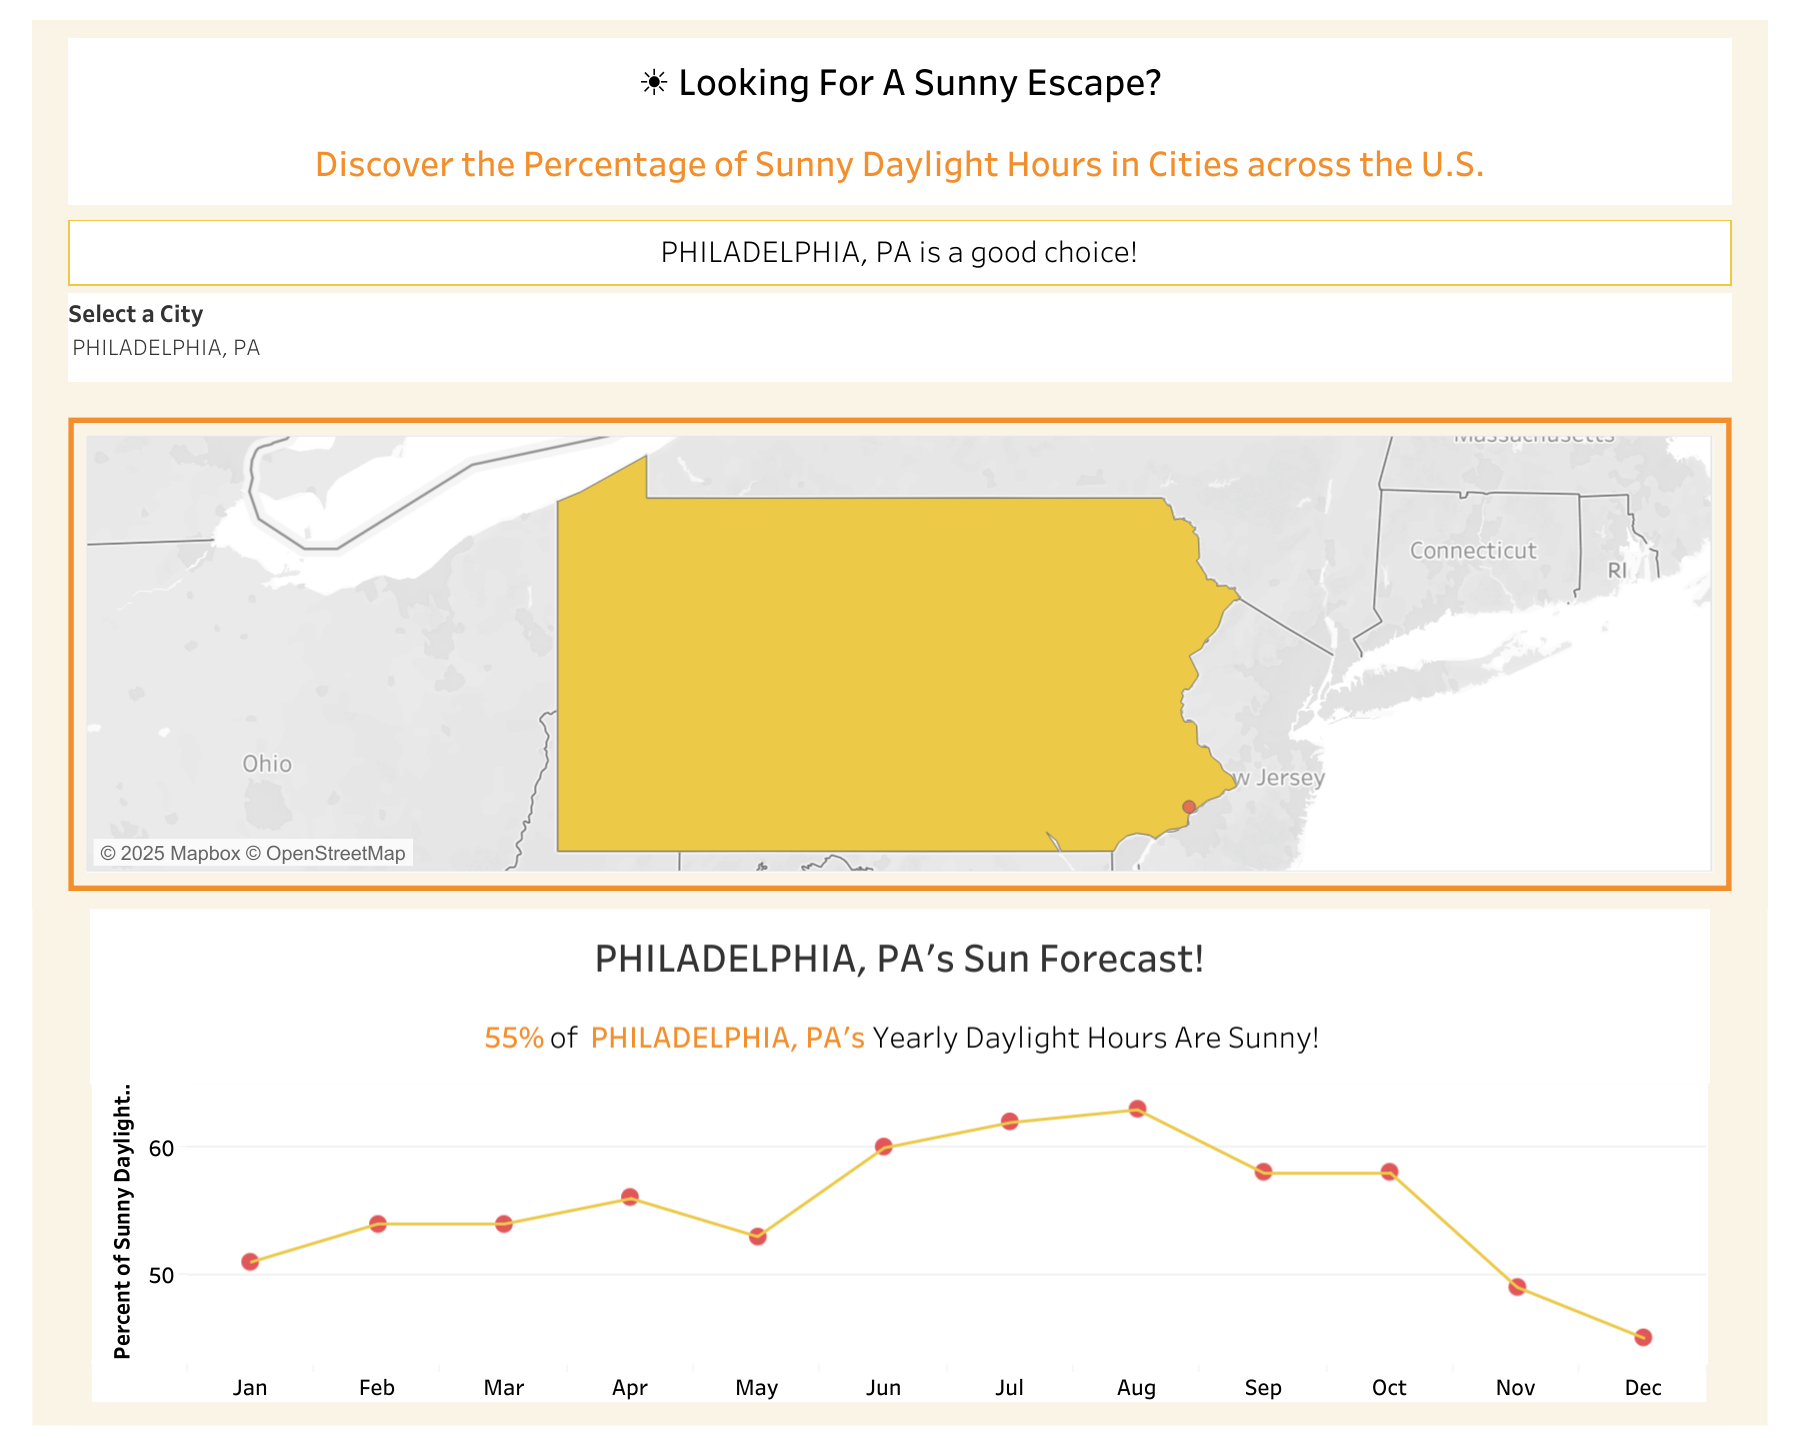 ☀ Looking For A Sunny Escape?
Discover the Percentage of Sunny Daylight Hours in Cities across the U.S.
PHILADELPHIA, PA is a good choice!
Select a City
PHILADELPHIA, PA
Massachusetts
Connecticut
RI
Ohio
w Jersey
© 2025 Mapbox © OpenStreetMap
PHILADELPHIA, PA’s Sun Forecast!
55% of PHILADELPHIA, PA’s Yearly Daylight Hours Are Sunny!
Percent of Sunny Daylight..
60
50
Jan Feb Mar Apr May Jun Jul Aug Sep Oct Nov Dec